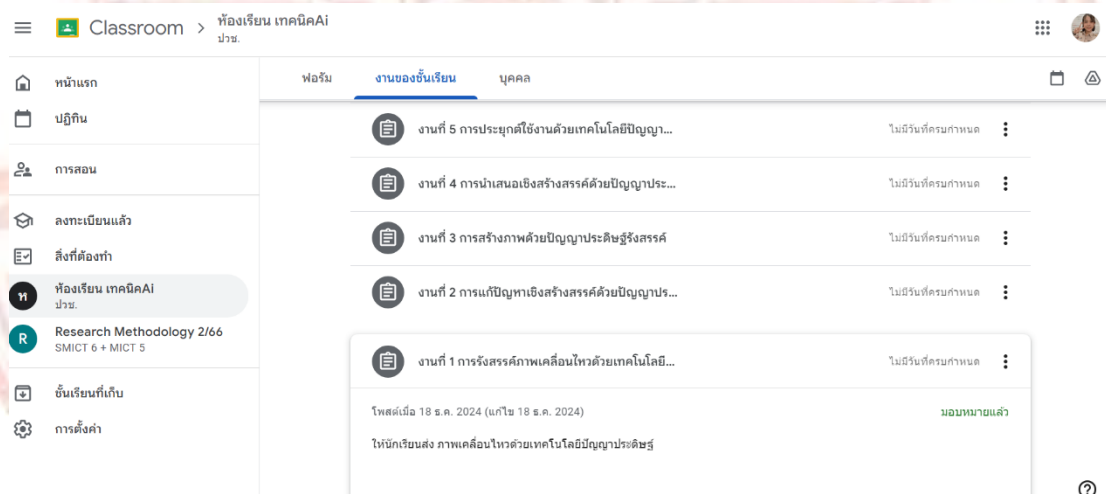 Classroom > ห้องเรียน เทคนิคAi
ปวช.
หน้าแรก
ปฏิทิน
การสอน
ลงทะเบียนแล้ว
สิ่งที่ต้องทำ
ท
ห้องเรียน เทคนิคAi
ปวช.
R
Research Methodology 2/66
SMICT 6 + MICT 5
ชั้นเรียนที่เก็บ
การตั้งค่า
ฟอรัม งานของชั้นเรียน บุคคล
งานที่ 5 การประยุกต์ใช้งานด้วยเทคโนโลยีปัญญา... ไม่มีวันที่ครบกำหนด
งานที่ 4 การนำเสนอเชิงสร้างสรรค์ด้วยปัญญาประ... ไม่มีวันที่ครบกำหนด
งานที่ 3 การสร้างภาพด้วยปัญญาประดิษฐ์รังสรรค์ ไม่มีวันที่ครบกำหนด
งานที่ 2 การแก้ปัญหาเชิงสร้างสรรค์ด้วยปัญญาปร... ไม่มีวันที่ครบกำหนด
งานที่ 1 การรังสรรค์ภาพเคลื่อนไหวด้วยเทคโนโลยี... ไม่มีวันที่ครบกำหนด
โพสต์เมื่อ 18 ธ.ค. 2024 (แก้ไข 18 ธ.ค. 2024) มอบหมายแล้ว
ให้นักเรียนส่ง ภาพเคลื่อนไหวด้วยเทคโนโลยีปัญญาประดิษฐ์